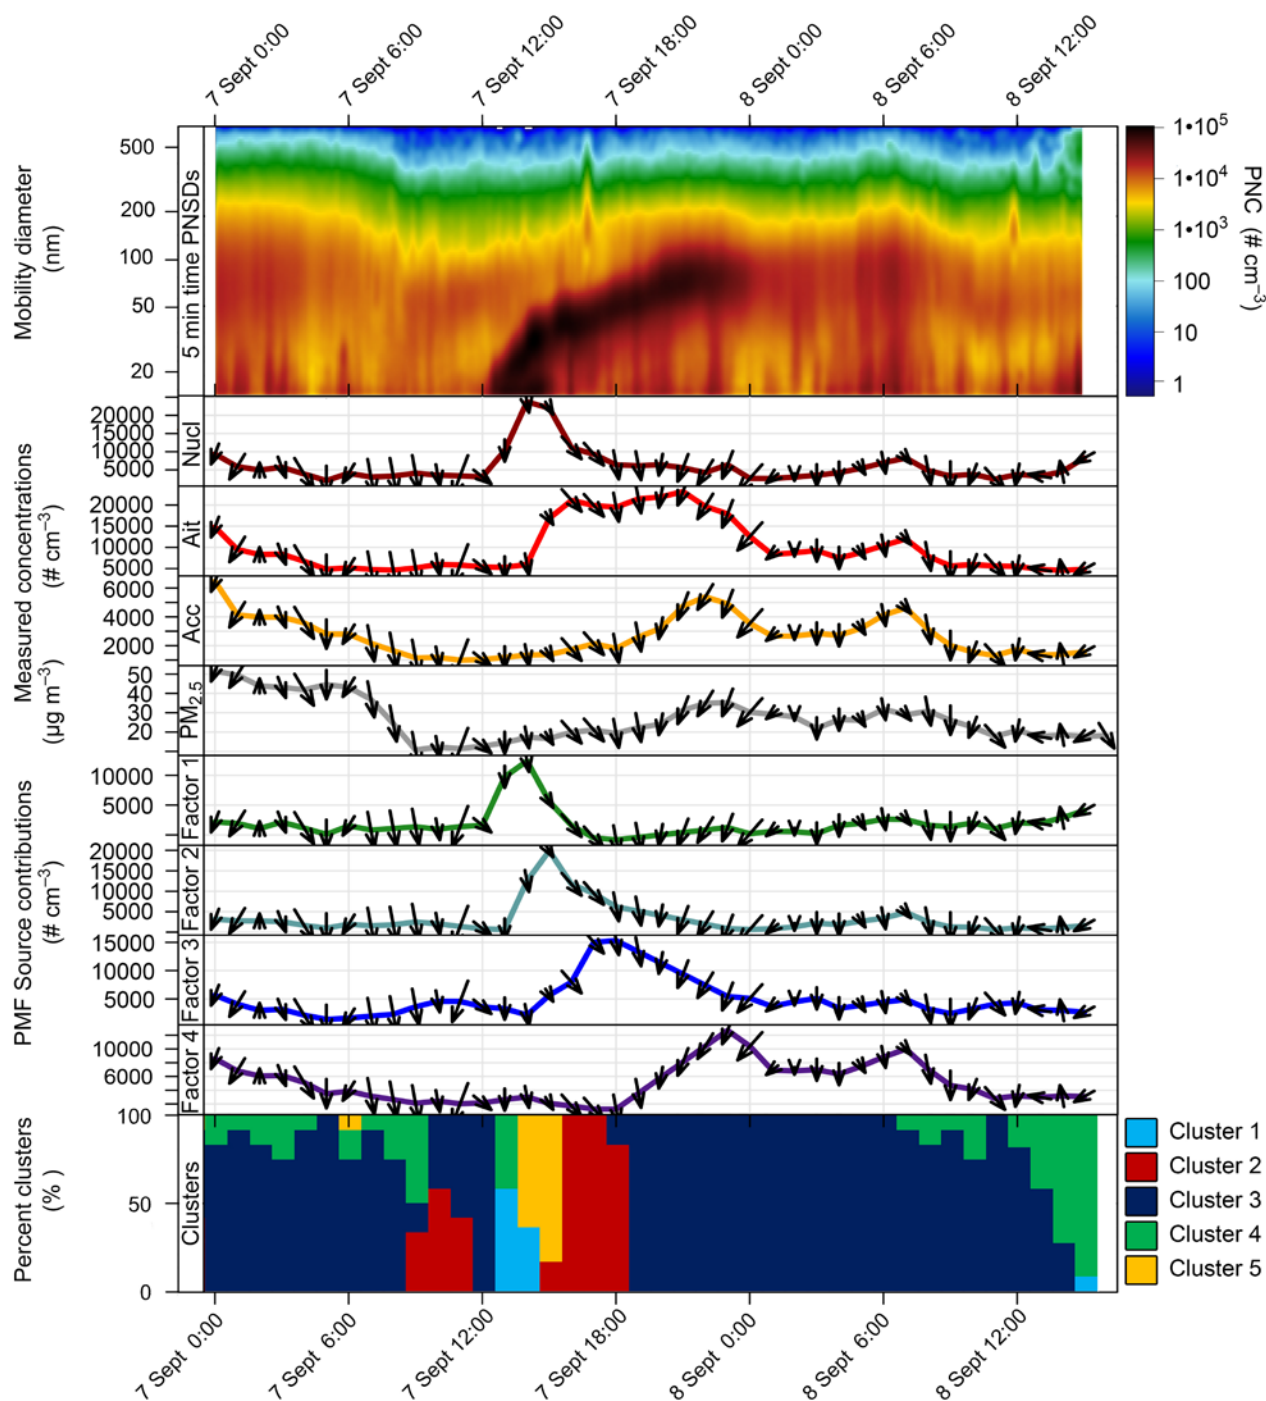 7 Sept 0:00
7 Sept 6:00
7 Sept 12:00
7 Sept 18:00
8 Sept 0:00
8 Sept 6:00
8 Sept 12:00
Mobility diameter
(nm)
500
200
100
50
20
5 min time PNSDs
1•10⁵
1•10⁴
1•10³
100
10
1
PNC (# cm⁻³)
Measured concentrations
(µg m⁻³) (# cm⁻³)
20000
15000
10000
5000
Nucl
20000
15000
10000
5000
Ait
6000
4000
2000
Acc
50
40
30
20
PM₂.₅
PMF Source contributions
(# cm⁻³)
10000
5000
Factor 1
20000
15000
10000
5000
Factor 2
15000
10000
5000
Factor 3
10000
6000
Factor 4
Percent clusters
(% )
100
50
0
Clusters
Cluster 1
Cluster 2
Cluster 3
Cluster 4
Cluster 5
7 Sept 0:00
7 Sept 6:00
7 Sept 12:00
7 Sept 18:00
8 Sept 0:00
8 Sept 6:00
8 Sept 12:00